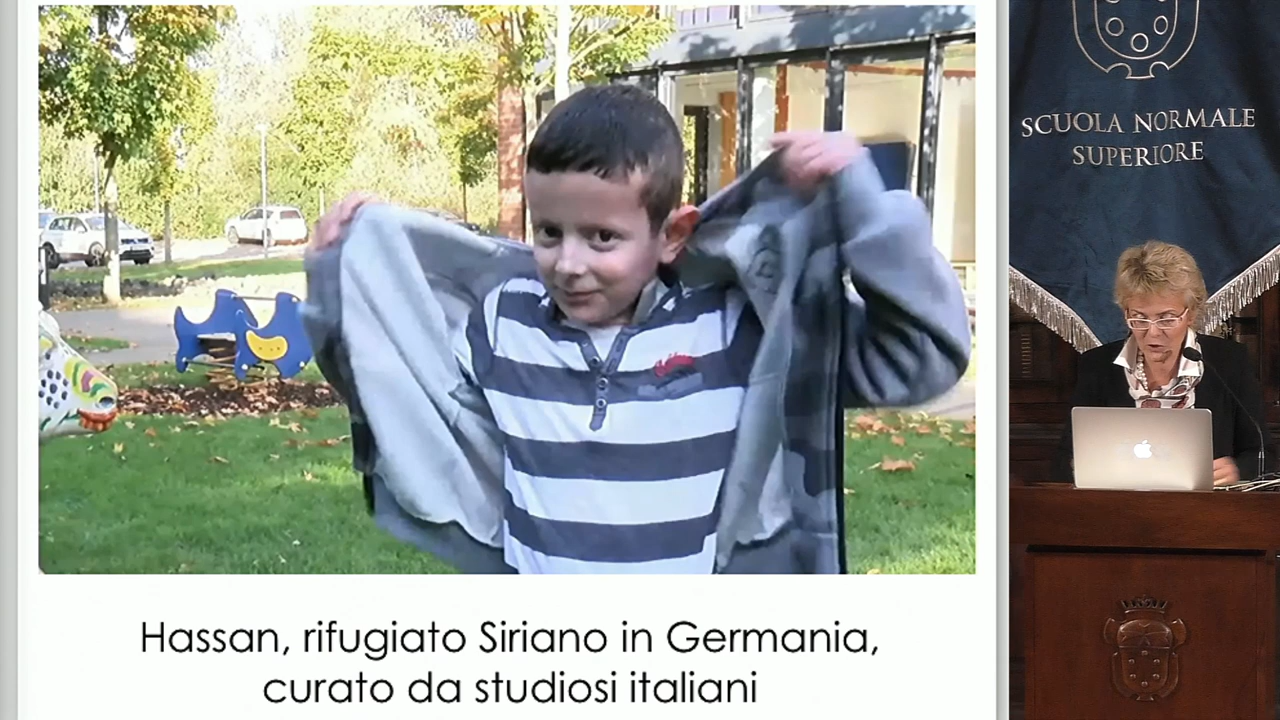 SCUOLA NORMALE
SUPERIORE
Hassan, rifugiato Siriano in Germania,
curato da studiosi italiani